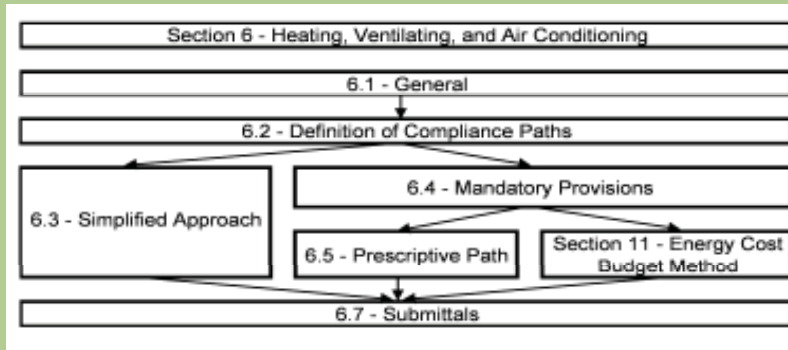 Section 6 - Heating, Ventilating, and Air Conditioning
6.1 - General
6.2 - Definition of Compliance Paths
6.3 - Simplified Approach
6.4 - Mandatory Provisions
6.5 - Prescriptive Path
Section 11 - Energy Cost
Budget Method
6.7 - Submittals